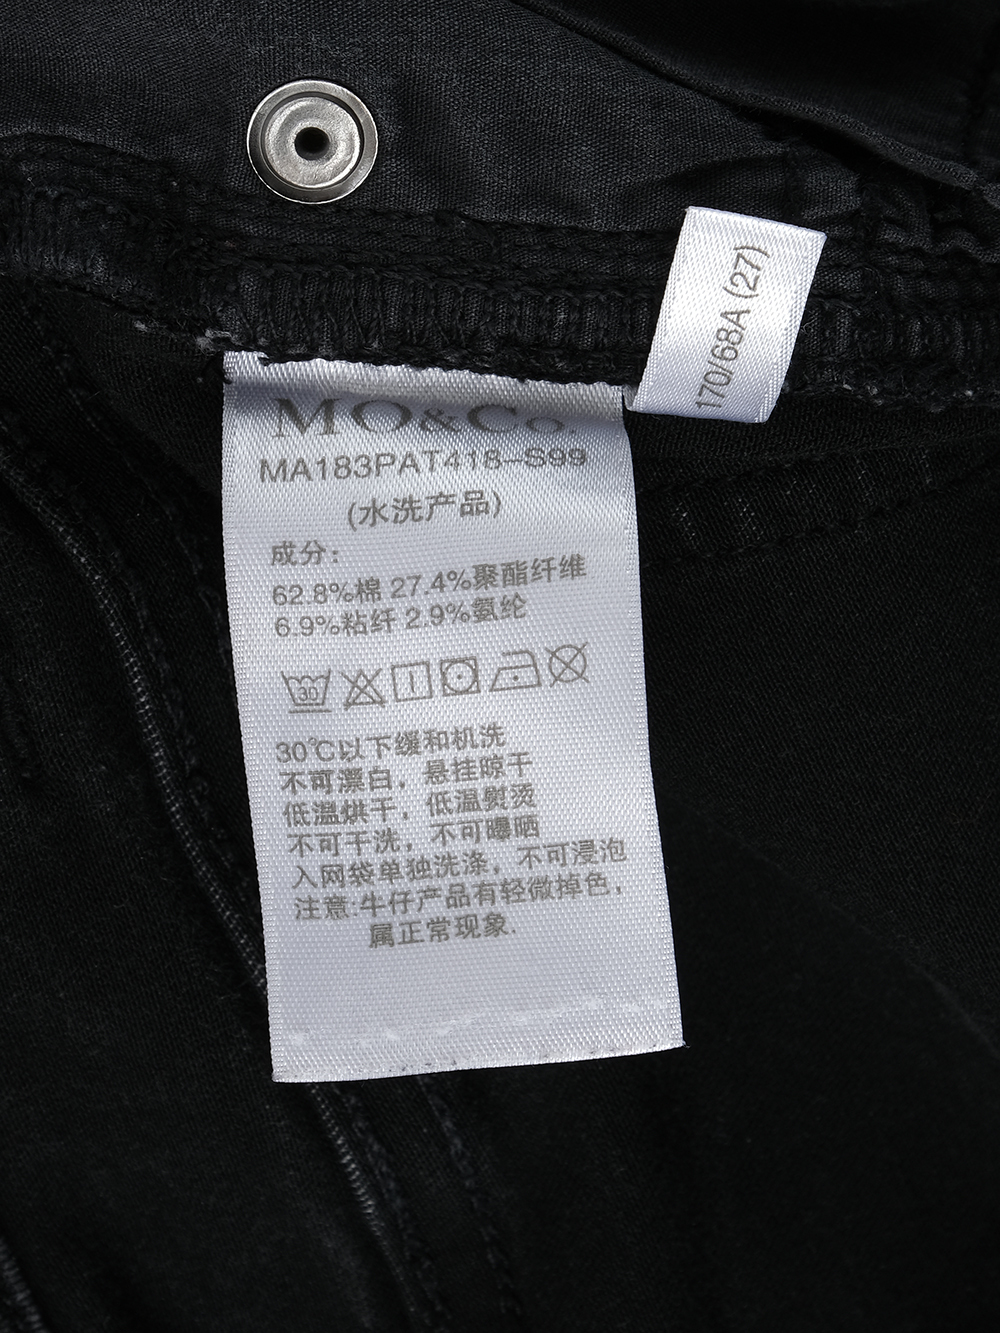 170/68A (27)
MO&Co.
MA183PAT418-S99
(水洗产品)
成分:
62.8%棉 27.4%聚酯纤维
6.9%粘纤 2.9%氨纶
30
30℃以下缓和机洗
不可漂白，悬挂晾干
低温烘干，低温熨烫
不可干洗，不可曝晒
入网袋单独洗涤，不可浸泡
注意:牛仔产品有轻微掉色，
属正常现象.